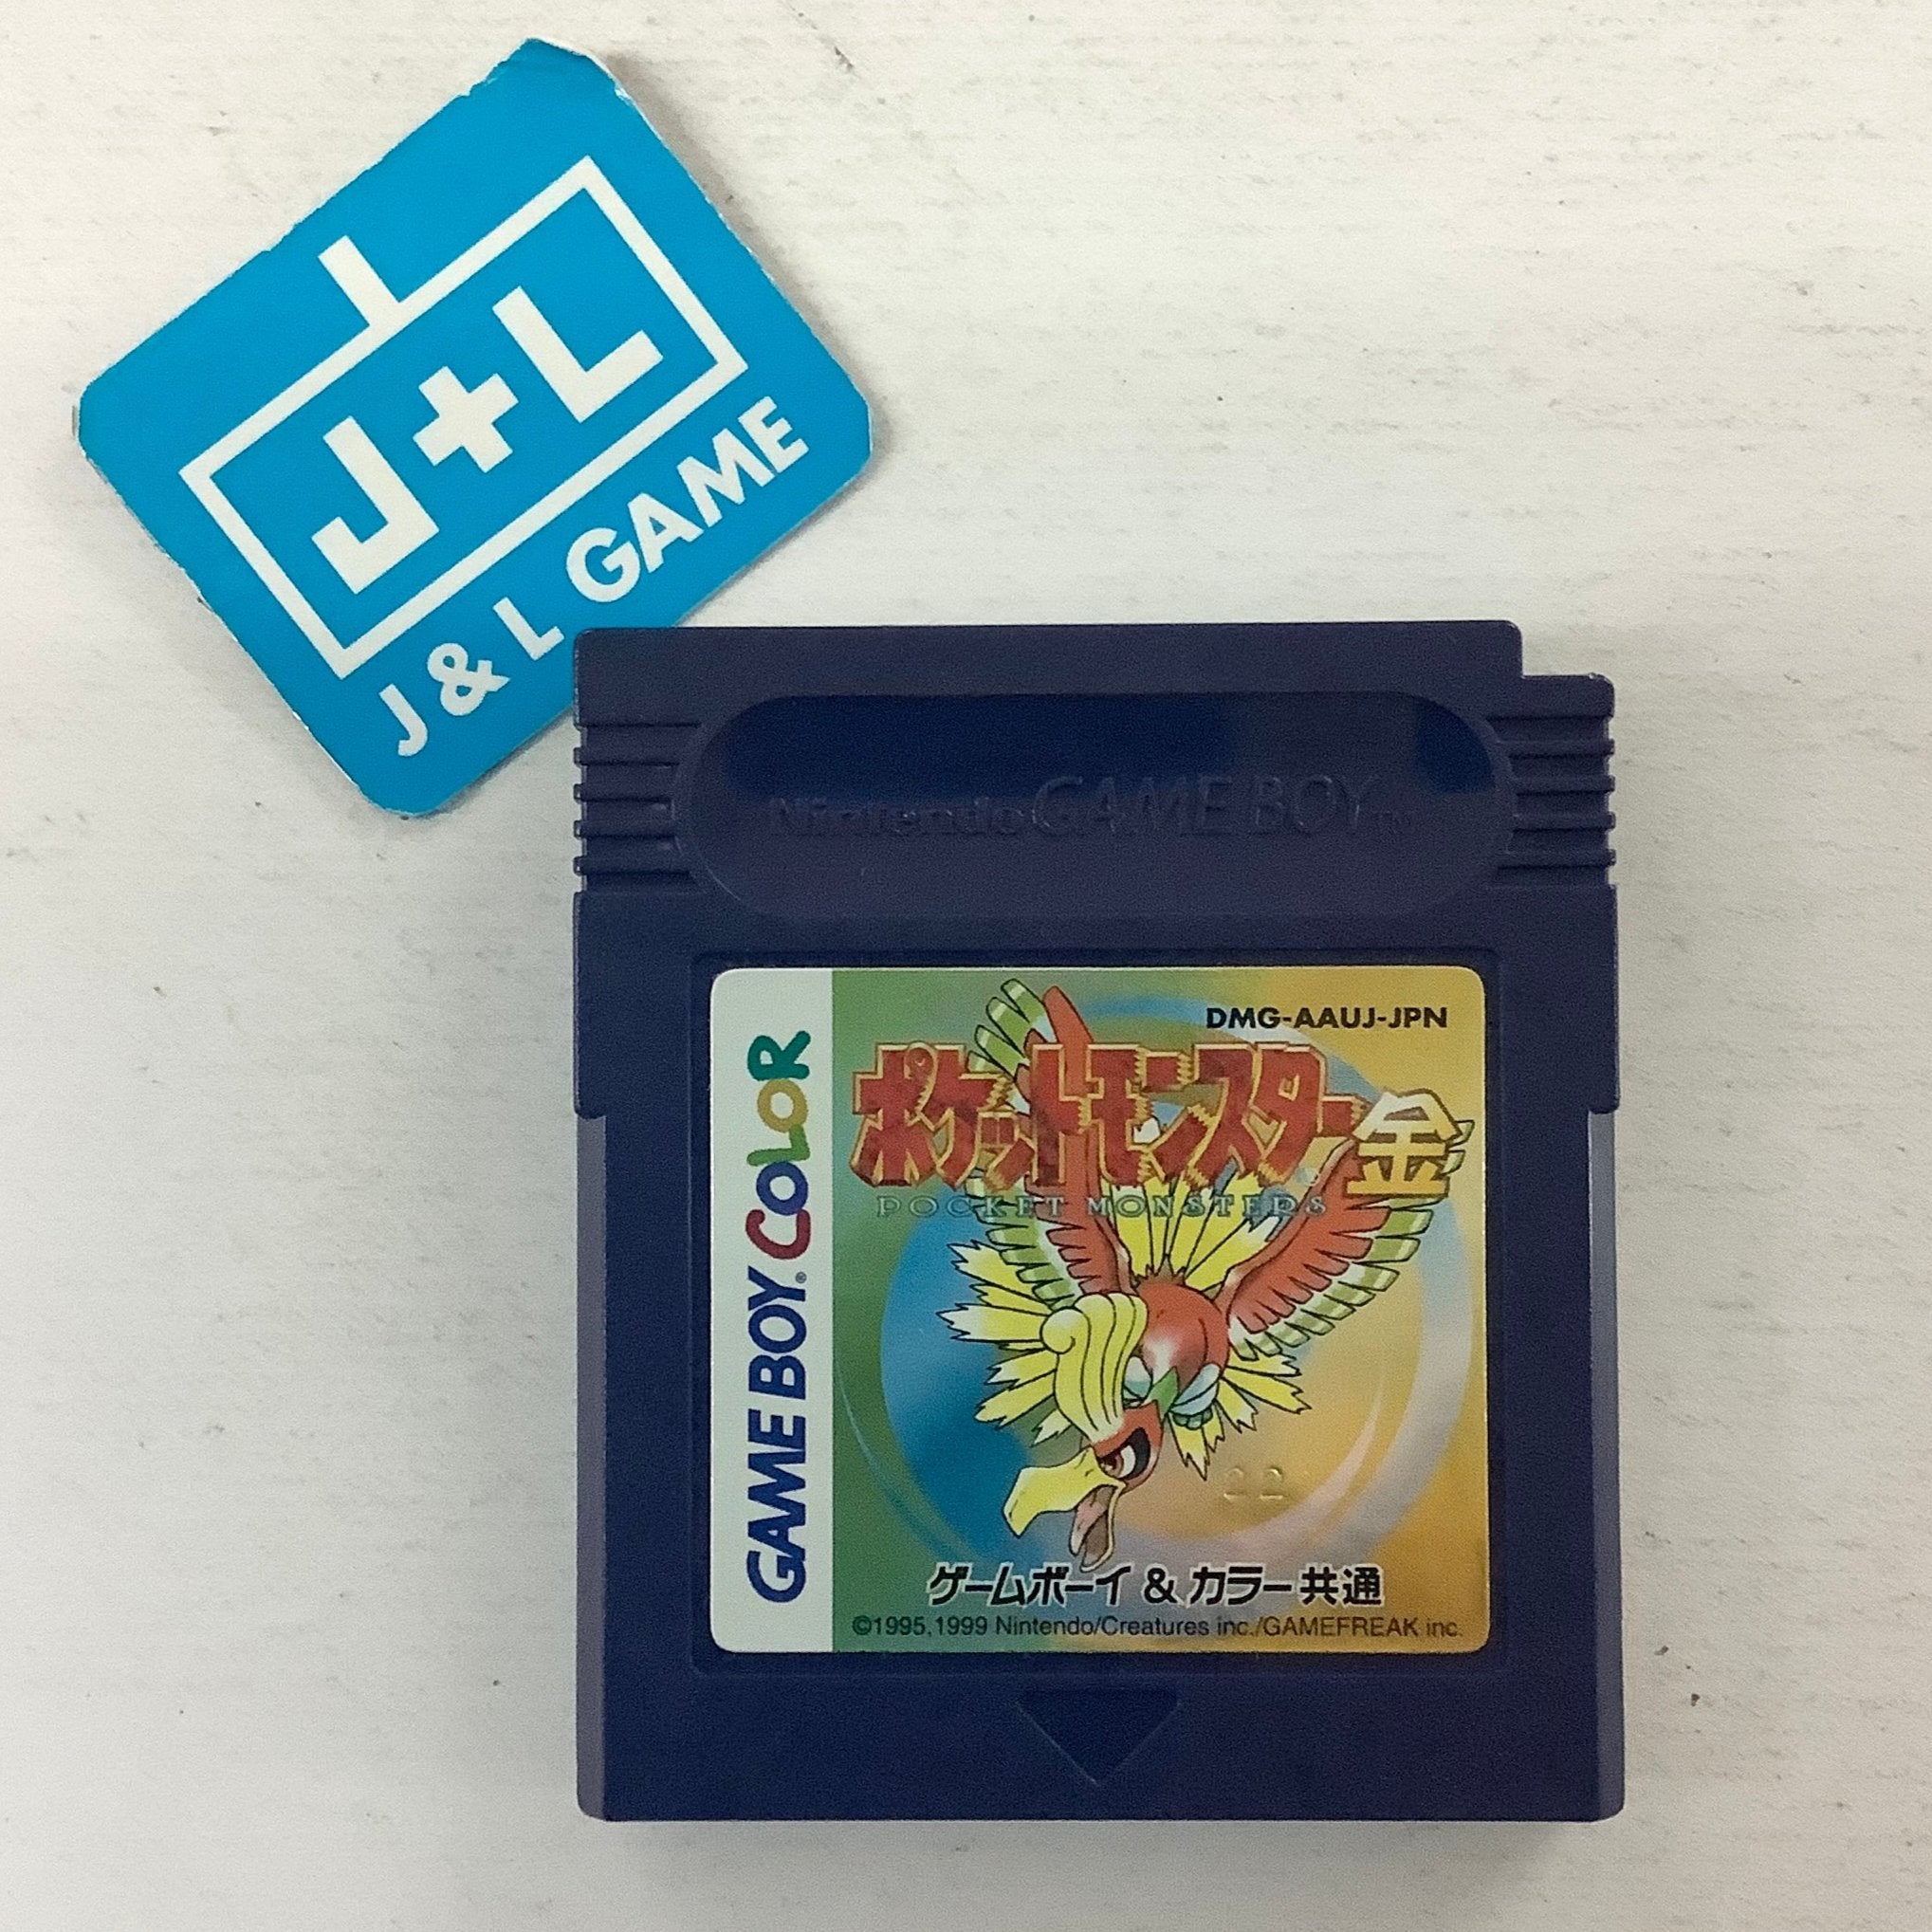 J+L
J & L GAME
Nintendo GAME BOY TM
DMG-AAUJ-JPN
ポケットモンスター金
POCKET MONSTERS
GAME BOY COLOR
22
ゲームボーイ & カラー共通
©1995,1999 Nintendo/Creatures inc./GAMEFREAK inc.